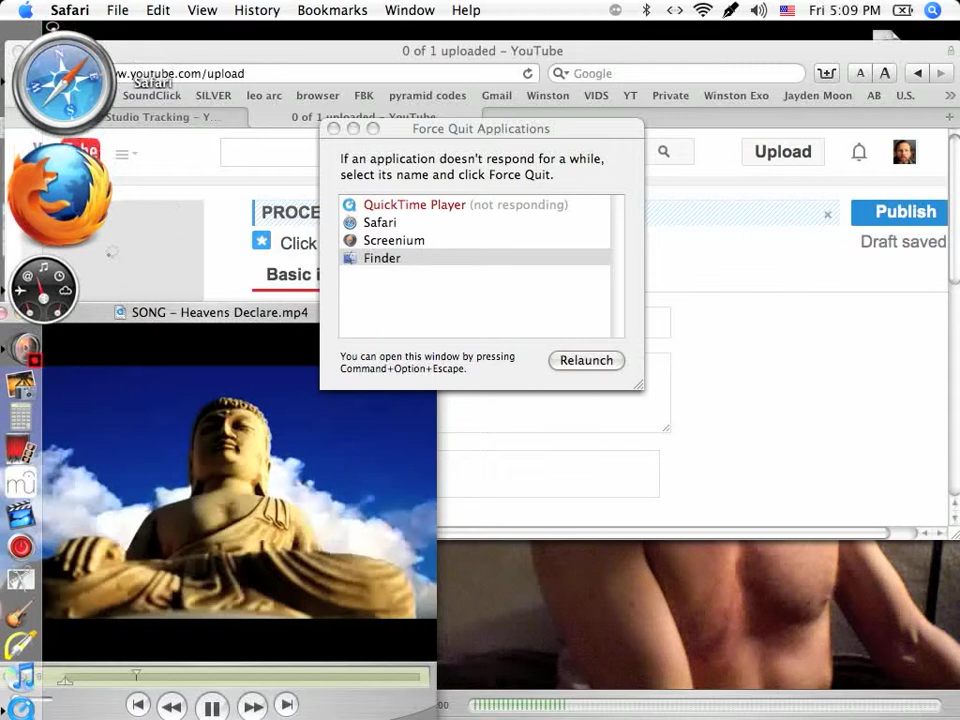 Safari File Edit View History Bookmarks Window Help Fri 5:09 PM
0 of 1 uploaded – YouTube
Safari
w.youtube.com/upload
Google
A A
SoundClick SILVER leo arc browser FBK pyramid codes Gmail Winston VIDS YT Private Winston Exo Jayden Moon AB U.S.
Studio Tracking – Y...
0 of 1 uploaded – YouTube
Force Quit Applications
If an application doesn't respond for a while,
select its name and click Force Quit.
Upload
QuickTime Player (not responding)
Safari
Screenium
Finder
PROCE
Publish
Click
Draft saved
Basic i
SONG – Heavens Declare.mp4
You can open this window by pressing
Command+Option+Escape.
Relaunch